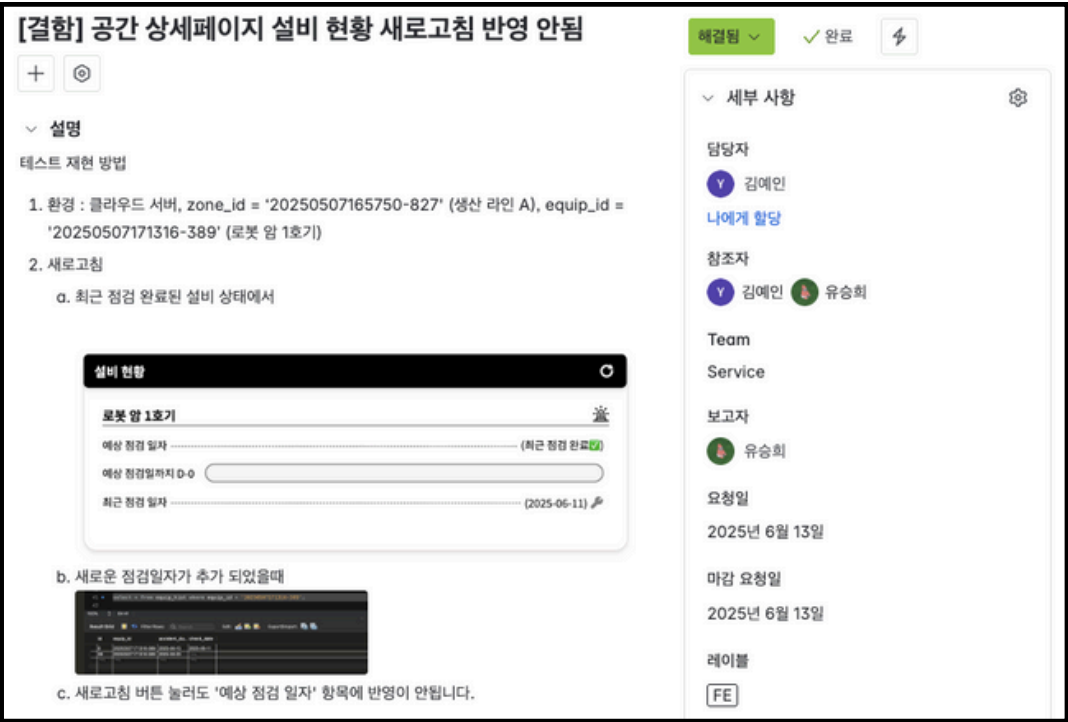 [결함] 공간 상세페이지 설비 현황 새로고침 반영 안됨
설명
테스트 재현 방법
1. 환경 : 클라우드 서버, zone_id = '20250507165750-827' (생산 라인 A), equip_id =
'20250507171316-389' (로봇 암 1호기)
2. 새로고침
a. 최근 점검 완료된 설비 상태에서
설비 현황
로봇 암 1호기
예상 점검 일자 (최근 점검 완료✅)
예상 점검일까지 D-0
최근 점검 일자 (2025-06-11)
b. 새로운 점검일자가 추가 되었을때
c. 새로고침 버튼 눌러도 '예상 점검 일자' 항목에 반영이 안됩니다.
해결됨
완료
세부 사항
담당자
Y 김예인
나에게 할당
참조자
Y 김예인 유승희
Team
Service
보고자
유승희
요청일
2025년 6월 13일
마감 요청일
2025년 6월 13일
레이블
FE